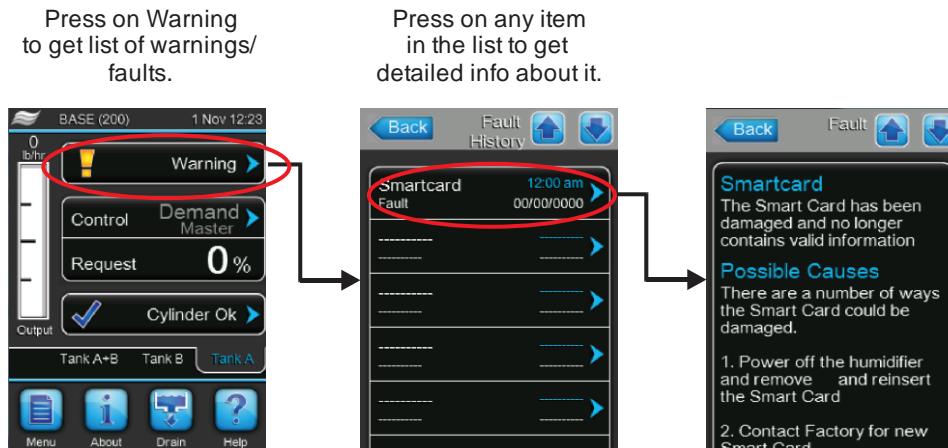 Press on Warning
to get list of warnings/
faults.
Press on any item
in the list to get
detailed info about it.
BASE (200) 1 Nov 12:23
0
lb/hr
Warning
Control Demand
Master
Request 0 %
Cylinder Ok
Output
Tank A+B Tank B Tank A
Menu About Drain Help
Back Fault
History
Smartcard 12:00 am
Fault 00/00/0000
---------- ----------
---------- ----------
---------- ----------
---------- ----------
---------- ----------
---------- ----------
---------- ----------
---------- ----------
Back Fault
Smartcard
The Smart Card has been
damaged and no longer
contains valid information
Possible Causes
There are a number of ways
the Smart Card could be
damaged.
1. Power off the humidifier
and remove and reinsert
the Smart Card
2. Contact Factory for new
Smart Card